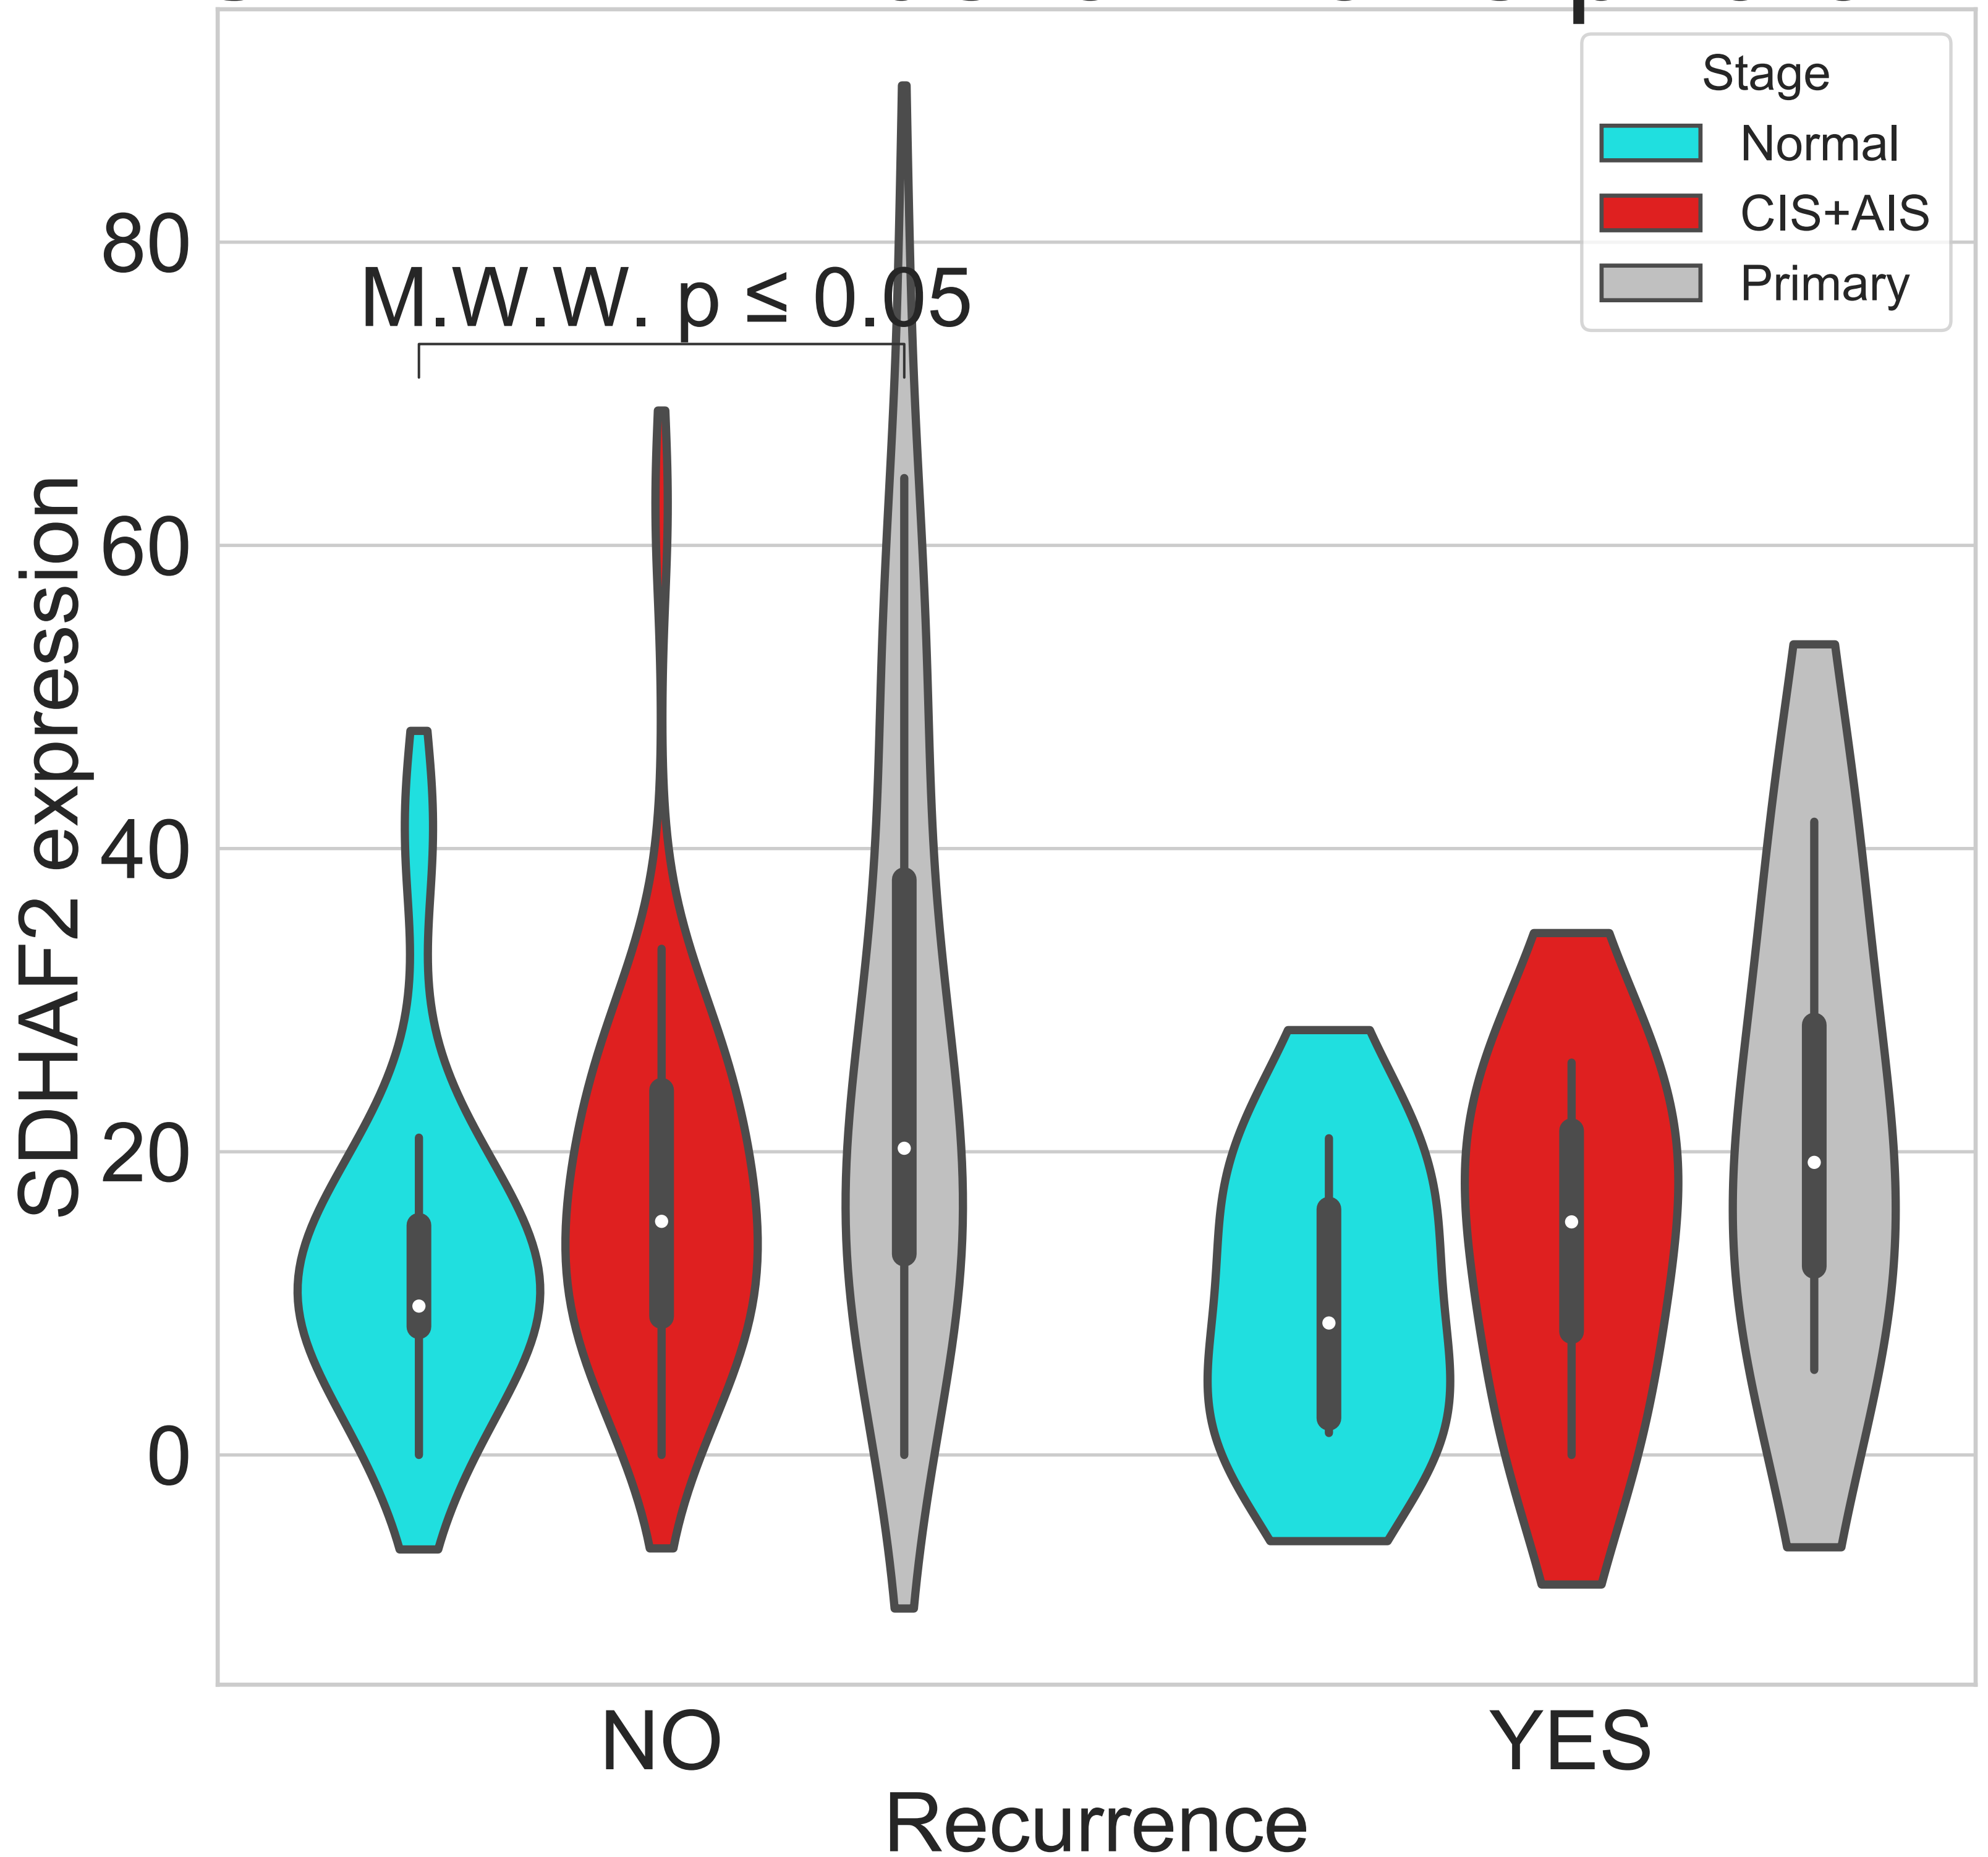 Stage
Normal
CIS+AIS
Primary
M.W.W. p ≤ 0.05
80
60
40
20
0
SDHAF2 expression
NO
YES
Recurrence